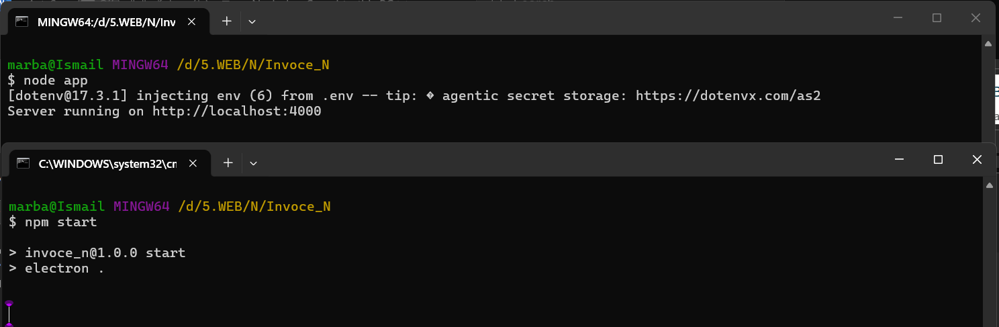 MINGW64:/d/5.WEB/N/Inv
marba@Ismail MINGW64 /d/5.WEB/N/Invoce_N
$ node app
[dotenv@17.3.1] injecting env (6) from .env -- tip: � agentic secret storage: https://dotenvx.com/as2
Server running on http://localhost:4000
C:\WINDOWS\system32\cn
marba@Ismail MINGW64 /d/5.WEB/N/Invoce_N
$ npm start
> invoce_n@1.0.0 start
> electron .